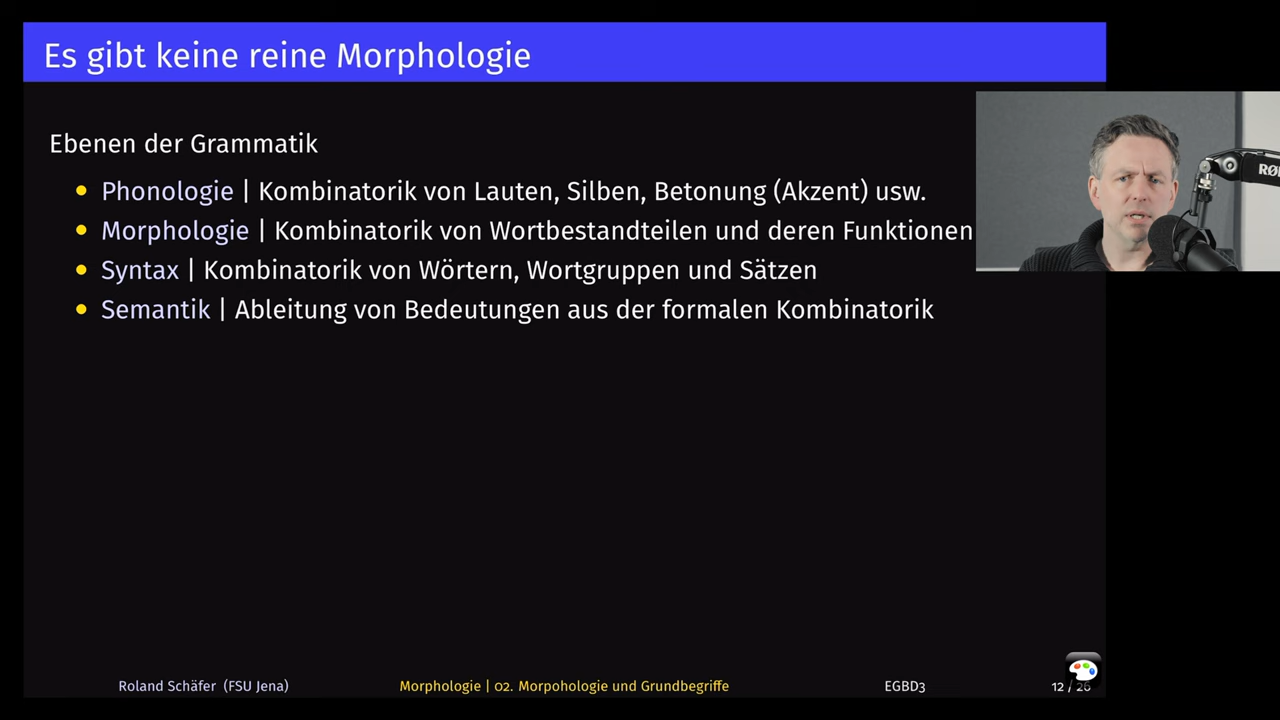 Es gibt keine reine Morphologie
Ebenen der Grammatik
Phonologie | Kombinatorik von Lauten, Silben, Betonung (Akzent) usw.
Morphologie | Kombinatorik von Wortbestandteilen und deren Funktionen
Syntax | Kombinatorik von Wörtern, Wortgruppen und Sätzen
Semantik | Ableitung von Bedeutungen aus der formalen Kombinatorik
Roland Schäfer (FSU Jena) Morphologie | 02. Morpohologie und Grundbegriffe EGBD3 12 / 26